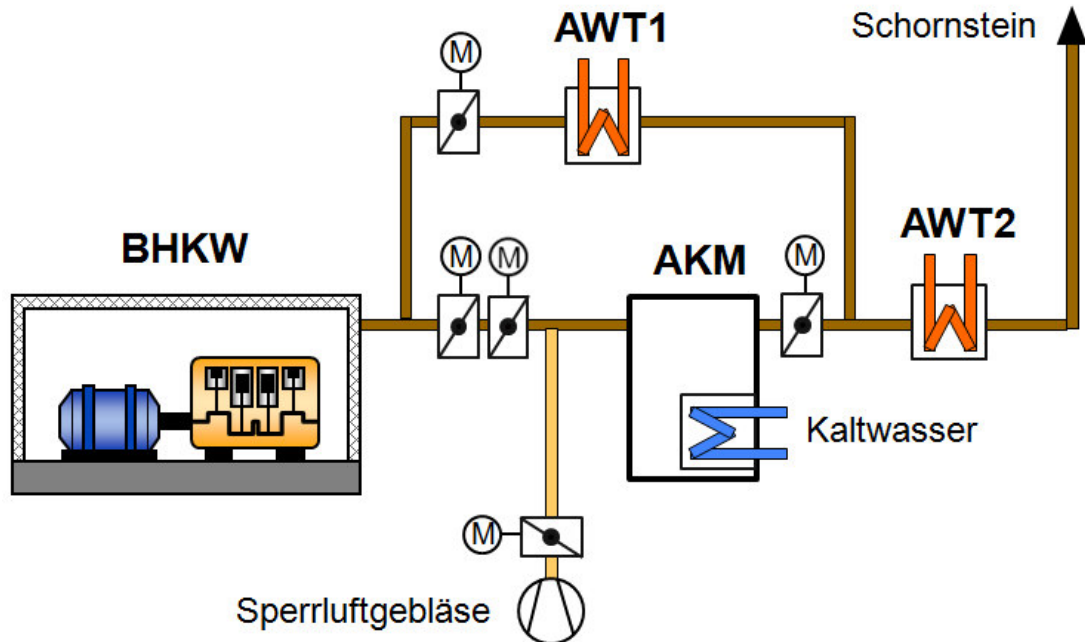 AWT1
Schornstein
M
BHKW
M
M
AKM
M
AWT2
Kaltwasser
M
Sperrluftgebläse